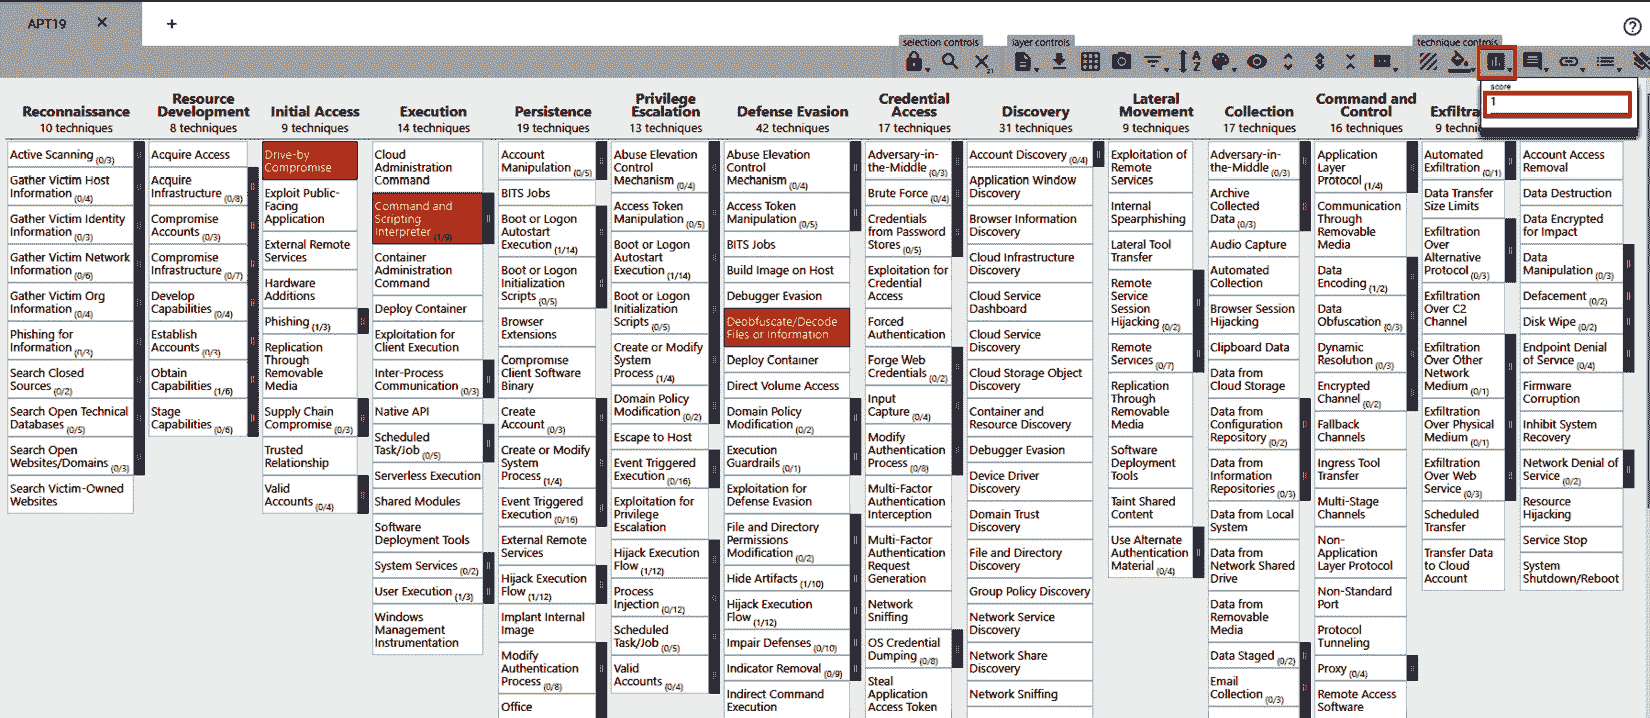 APT19
selection controls
layer controls
technique controls
score
1
Reconnaissance
10 techniques
Active Scanning (0/3)
Gather Victim Host
Information (0/4)
Gather Victim Identity
Information (0/3)
Gather Victim Network
Information (0/6)
Gather Victim Org
Information (0/4)
Phishing for
Information (0/3)
Search Closed
Sources (0/2)
Search Open Technical
Databases (0/5)
Search Open
Websites/Domains (0/3)
Search Victim-Owned
Websites
Resource
Development
8 techniques
Acquire Access
Acquire
Infrastructure (0/8)
Compromise
Accounts (0/3)
Compromise
Infrastructure (0/7)
Develop
Capabilities (0/4)
Establish
Accounts (0/3)
Obtain
Capabilities (1/6)
Stage
Capabilities (0/6)
Initial Access
9 techniques
Drive-by
Compromise
Exploit Public-
Facing
Application
External Remote
Services
Hardware
Additions
Phishing (1/3)
Replication
Through
Removable
Media
Supply Chain
Compromise (0/3)
Trusted
Relationship
Valid
Accounts (0/4)
Execution
14 techniques
Cloud
Administration
Command
Command and
Scripting
Interpreter (1/9)
Container
Administration
Command
Deploy Container
Exploitation for
Client Execution
Inter-Process
Communication (0/3)
Native API
Scheduled
Task/Job (0/5)
Serverless Execution
Shared Modules
Software
Deployment Tools
System Services (0/2)
User Execution (1/3)
Windows
Management
Instrumentation
Persistence
19 techniques
Account
Manipulation (0/5)
BITS Jobs
Boot or Logon
Autostart
Execution (1/14)
Boot or Logon
Initialization
Scripts (0/5)
Browser
Extensions
Compromise
Client Software
Binary
Create
Account (0/3)
Create or Modify
System
Process (1/4)
Event Triggered
Execution (0/16)
External Remote
Services
Hijack Execution
Flow (1/12)
Implant Internal
Image
Modify
Authentication
Process (0/8)
Office
Privilege
Escalation
13 techniques
Abuse Elevation
Control
Mechanism (0/4)
Access Token
Manipulation (0/5)
Boot or Logon
Autostart
Execution (1/14)
Boot or Logon
Initialization
Scripts (0/5)
Create or Modify
System
Process (1/4)
Domain Policy
Modification (0/2)
Escape to Host
Event Triggered
Execution (0/16)
Exploitation for
Privilege
Escalation
Hijack Execution
Flow (1/12)
Process
Injection (0/12)
Scheduled
Task/Job (0/5)
Valid
Accounts (0/4)
Defense Evasion
42 techniques
Abuse Elevation
Control
Mechanism (0/4)
Access Token
Manipulation (0/5)
BITS Jobs
Build Image on Host
Debugger Evasion
Deobfuscate/Decode
Files or Information
Deploy Container
Direct Volume Access
Domain Policy
Modification (0/2)
Execution
Guardrails (0/1)
Exploitation for
Defense Evasion
File and Directory
Permissions
Modification (0/2)
Hide Artifacts (1/10)
Hijack Execution
Flow (1/12)
Impair Defenses (0/10)
Indicator Removal (0/9)
Indirect Command
Execution
Credential
Access
17 techniques
Adversary-in-
the-Middle (0/3)
Brute Force (0/4)
Credentials
from Password
Stores (0/5)
Exploitation for
Credential
Access
Forced
Authentication
Forge Web
Credentials (0/2)
Input
Capture (0/4)
Modify
Authentication
Process (0/8)
Multi-Factor
Authentication
Interception
Multi-Factor
Authentication
Request
Generation
Network
Sniffing
OS Credential
Dumping (0/8)
Steal
Application
Access Token
Discovery
31 techniques
Account Discovery (0/4)
Application Window
Discovery
Browser Information
Discovery
Cloud Infrastructure
Discovery
Cloud Service
Dashboard
Cloud Service
Discovery
Cloud Storage Object
Discovery
Container and
Resource Discovery
Debugger Evasion
Device Driver
Discovery
Domain Trust
Discovery
File and Directory
Discovery
Group Policy Discovery
Network Service
Discovery
Network Share
Discovery
Network Sniffing
Lateral
Movement
9 techniques
Exploitation of
Remote
Services
Internal
Spearphishing
Lateral Tool
Transfer
Remote
Service
Session
Hijacking (0/2)
Remote
Services (0/7)
Replication
Through
Removable
Media
Software
Deployment
Tools
Taint Shared
Content
Use Alternate
Authentication
Material (0/4)
Collection
17 techniques
Adversary-in-
the-Middle (0/3)
Archive
Collected
Data (0/3)
Audio Capture
Automated
Collection
Browser Session
Hijacking
Clipboard Data
Data from
Cloud Storage
Data from
Configuration
Repository (0/2)
Data from
Information
Repositories (0/3)
Data from Local
System
Data from
Network Shared
Drive
Data from
Removable
Media
Data Staged (0/2)
Email
Collection (0/3)
Command and
Control
16 techniques
Application
Layer
Protocol (1/4)
Communication
Through
Removable
Media
Data
Encoding (1/2)
Data
Obfuscation (0/3)
Dynamic
Resolution (0/3)
Encrypted
Channel (0/2)
Fallback
Channels
Ingress Tool
Transfer
Multi-Stage
Channels
Non-
Application
Layer Protocol
Non-Standard
Port
Protocol
Tunneling
Proxy (0/4)
Remote Access
Software
Exfiltra
9 techni
Automated
Exfiltration (0/1)
Data Transfer
Size Limits
Exfiltration
Over
Alternative
Protocol (0/3)
Exfiltration
Over C2
Channel
Exfiltration
Over Other
Network
Medium (0/1)
Exfiltration
Over Physical
Medium (0/1)
Exfiltration
Over Web
Service (0/3)
Scheduled
Transfer
Transfer Data
to Cloud
Account
Account Access
Removal
Data Destruction
Data Encrypted
for Impact
Data
Manipulation (0/3)
Defacement (0/2)
Disk Wipe (0/2)
Endpoint Denial
of Service (0/4)
Firmware
Corruption
Inhibit System
Recovery
Network Denial of
Service (0/2)
Resource
Hijacking
Service Stop
System
Shutdown/Reboot